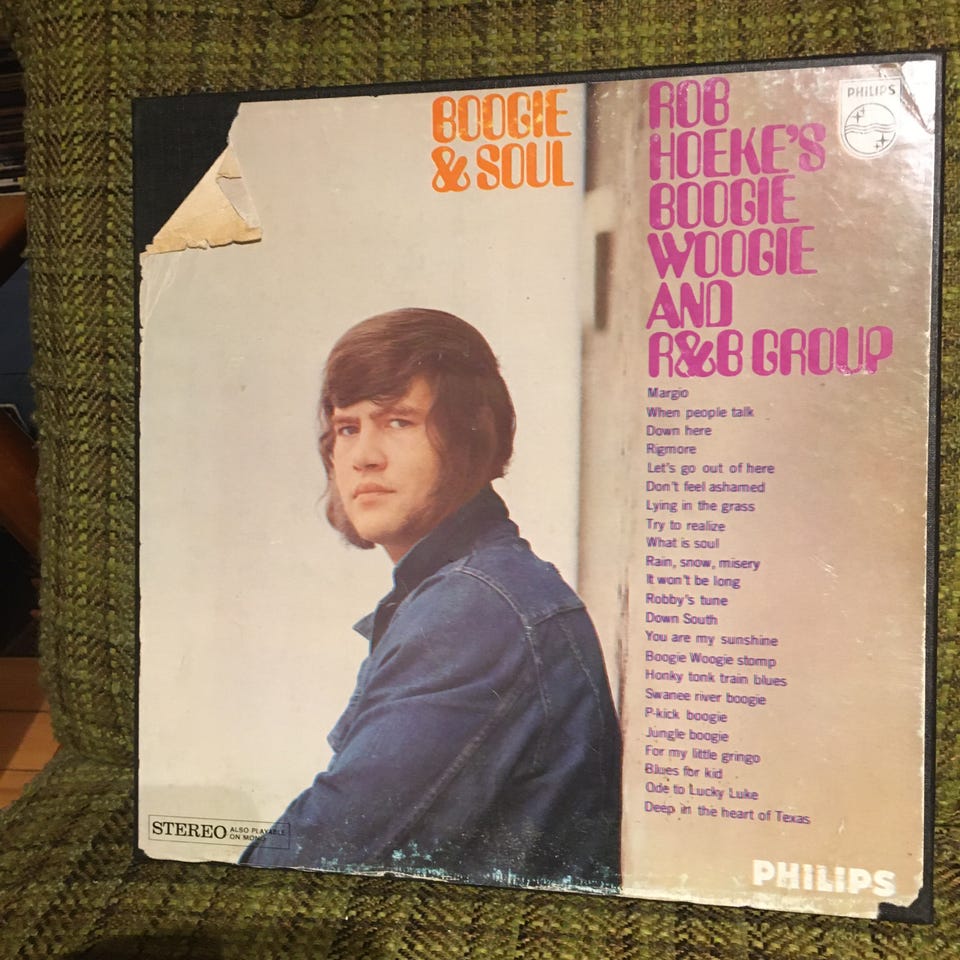 BOOGIE
& SOUL
ROB
HOEKE'S
BOOGIE
WOOGIE
AND
R&B GROUP
PHILIPS
Margio
When people talk
Down here
Rigmore
Let's go out of here
Don't feel ashamed
Lying in the grass
Try to realize
What is soul
Rain, snow, misery
It won't be long
Robby's tune
Down South
You are my sunshine
Boogie Woogie stomp
Honky tonk train blues
Swanee river boogie
P-kick boogie
Jungle boogie
For my little gringo
Blues for kid
Ode to Lucky Luke
Deep in the heart of Texas
STEREO ALSO PLAYABLE
ON MONO
PHILIPS